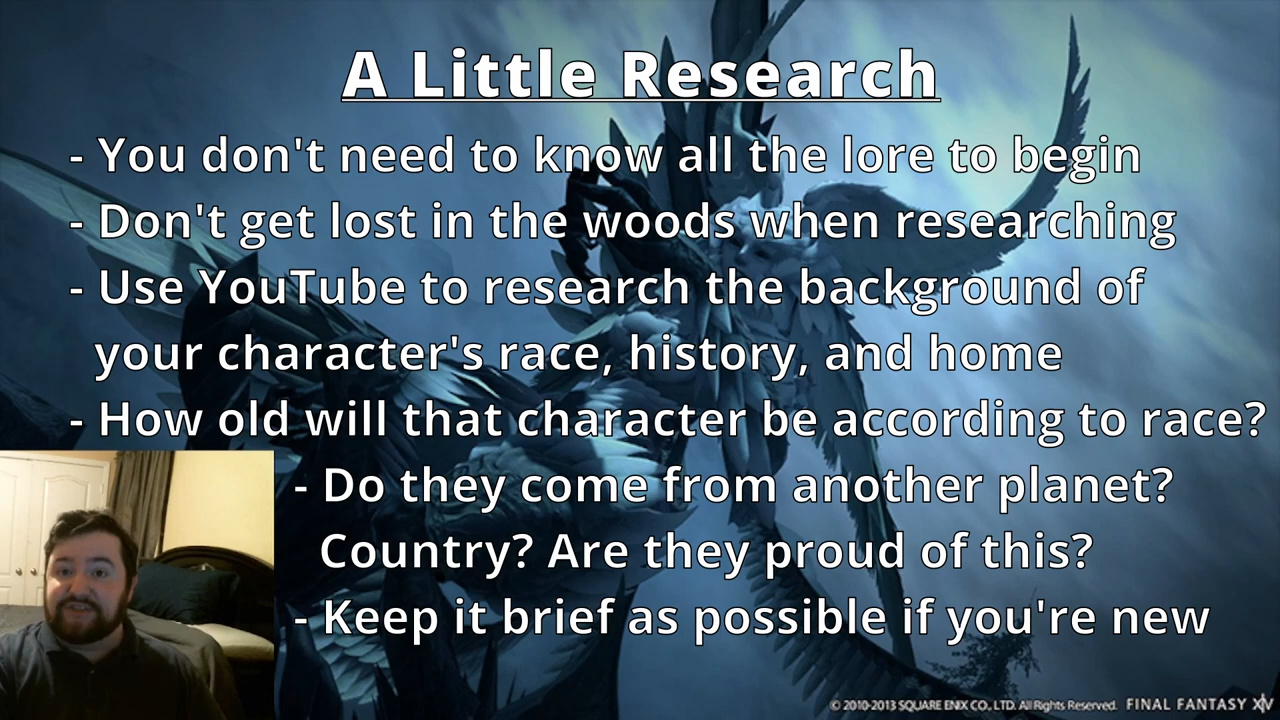 A Little Research
- You don't need to know all the lore to begin
- Don't get lost in the woods when researching
- Use YouTube to research the background of
your character's race, history, and home
- How old will that character be according to race?
- Do they come from another planet?
Country? Are they proud of this?
- Keep it brief as possible if you're new
© 2010-2013 SQUARE ENIX CO., LTD. All Rights Reserved. FINAL FANTASY XIV